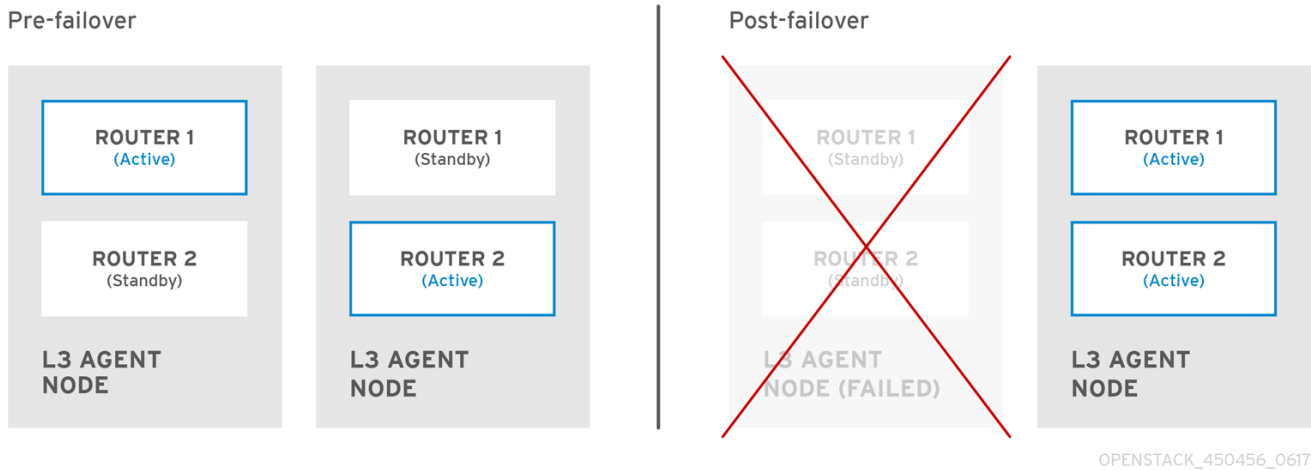 Pre-failover
ROUTER 1
(Active)
ROUTER 2
(Standby)
L3 AGENT
NODE
ROUTER 1
(Standby)
ROUTER 2
(Active)
L3 AGENT
NODE
Post-failover
ROUTER 1
(Standby)
ROUTER 2
(Standby)
L3 AGENT
NODE (FAILED)
ROUTER 1
(Active)
ROUTER 2
(Active)
L3 AGENT
NODE
OPENSTACK_450456_0617